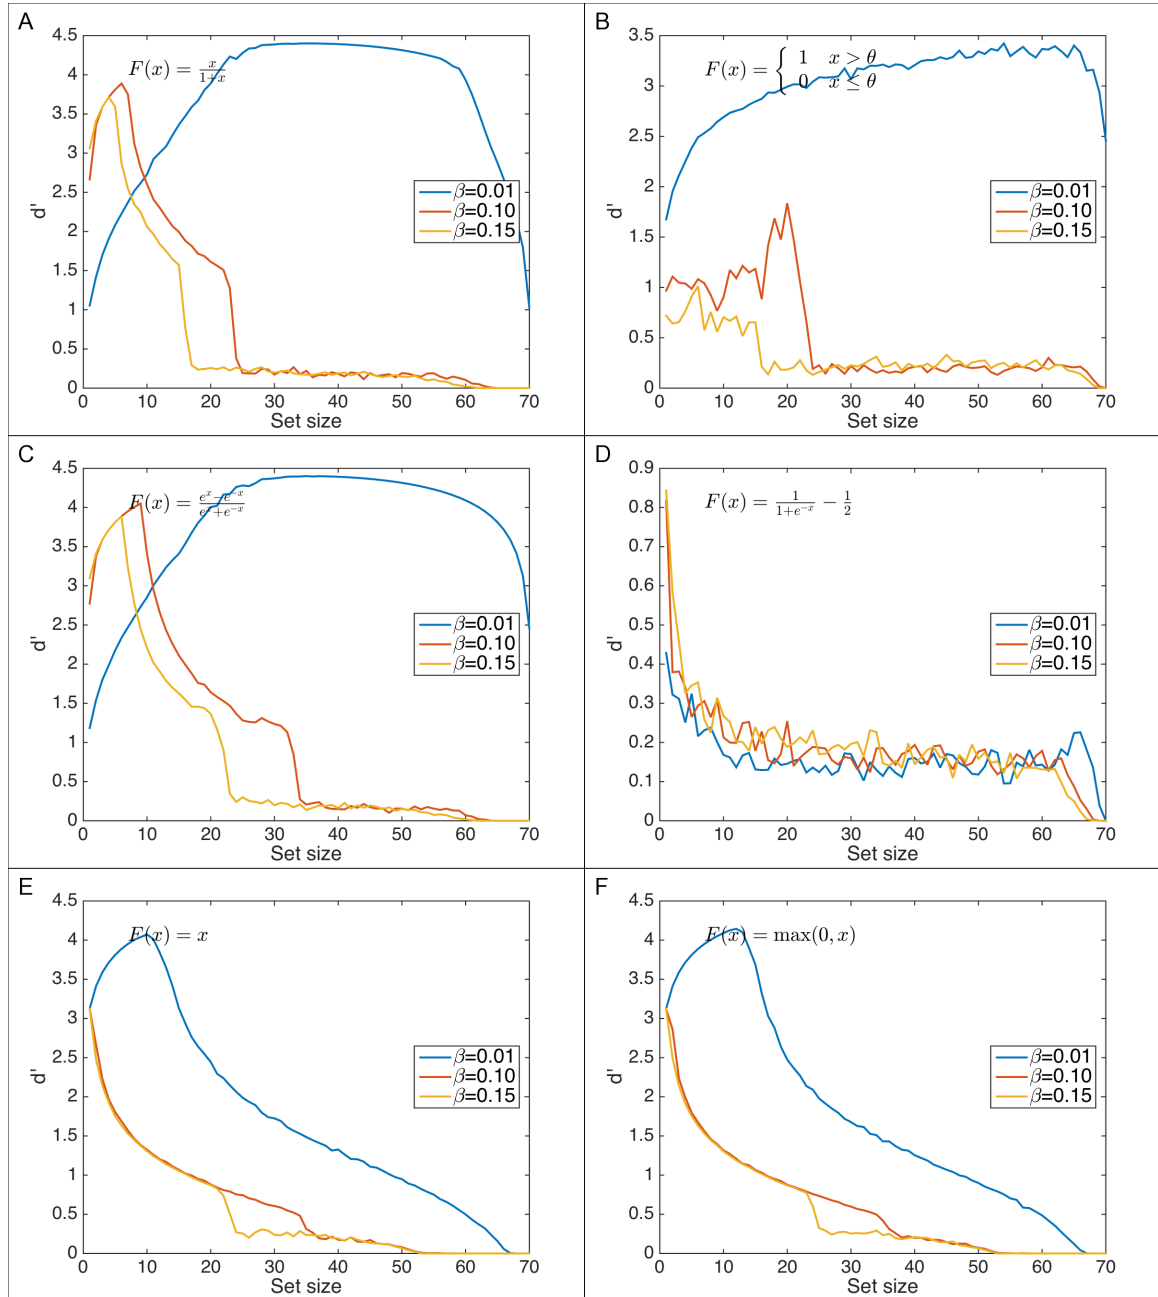 A
4.5
4
3.5
3
2.5
2
1.5
1
0.5
0
d'
F(x) = x/(1+x)
β=0.01
β=0.10
β=0.15
0 10 20 30 40 50 60 70
Set size
B
3.5
3
2.5
2
1.5
1
0.5
0
d'
F(x) = { 1 x > θ
0 x ≤ θ
β=0.01
β=0.10
β=0.15
0 10 20 30 40 50 60 70
Set size
C
4.5
4
3.5
3
2.5
2
1.5
1
0.5
0
d'
F(x) = (e^x − e^−x)/(e^x + e^−x)
β=0.01
β=0.10
β=0.15
0 10 20 30 40 50 60 70
Set size
D
0.9
0.8
0.7
0.6
0.5
0.4
0.3
0.2
0.1
0
d'
F(x) = 1/(1+e^−x) − 1/2
β=0.01
β=0.10
β=0.15
0 10 20 30 40 50 60 70
Set size
E
4.5
4
3.5
3
2.5
2
1.5
1
0.5
0
d'
F(x) = x
β=0.01
β=0.10
β=0.15
0 10 20 30 40 50 60 70
Set size
F
4.5
4
3.5
3
2.5
2
1.5
1
0.5
0
d'
F(x) = max(0, x)
β=0.01
β=0.10
β=0.15
0 10 20 30 40 50 60 70
Set size